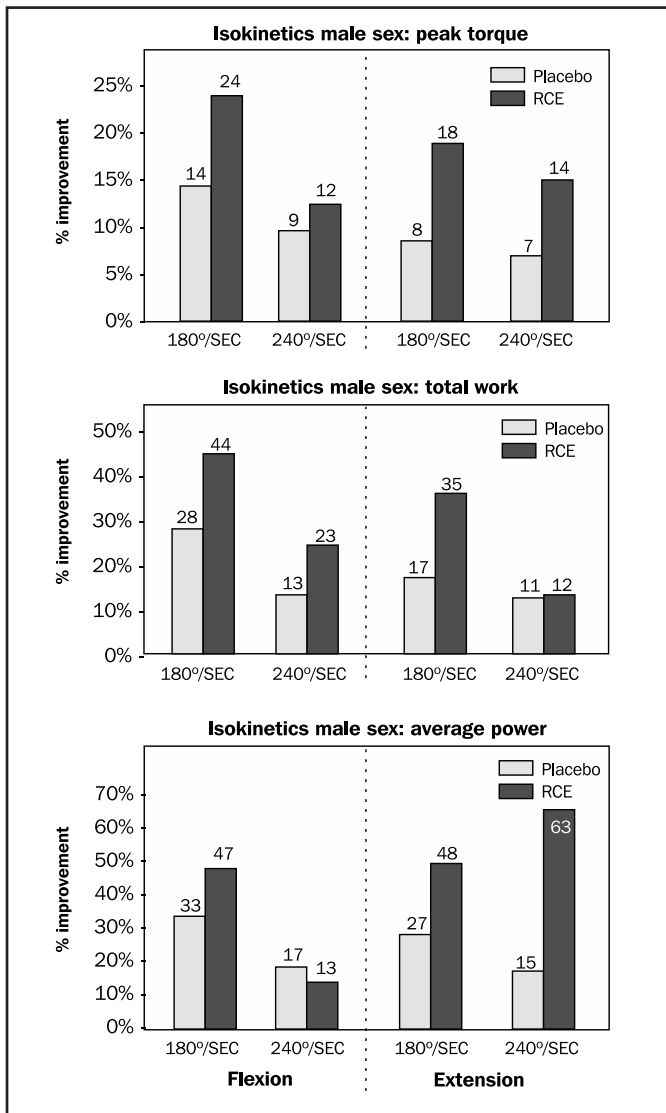 Isokinetics male sex: peak torque
% improvement
25%
20%
15%
10%
5%
0%
Placebo
RCE
14
24
9
12
8
18
7
14
180º/SEC 240º/SEC 180º/SEC 240º/SEC
Isokinetics male sex: total work
% improvement
50%
40%
30%
20%
10%
0%
Placebo
RCE
28
44
13
23
17
35
11
12
180º/SEC 240º/SEC 180º/SEC 240º/SEC
Isokinetics male sex: average power
% improvement
70%
60%
50%
40%
30%
20%
10%
0%
Placebo
RCE
33
47
17
13
27
48
15
63
180º/SEC 240º/SEC 180º/SEC 240º/SEC
Flexion Extension